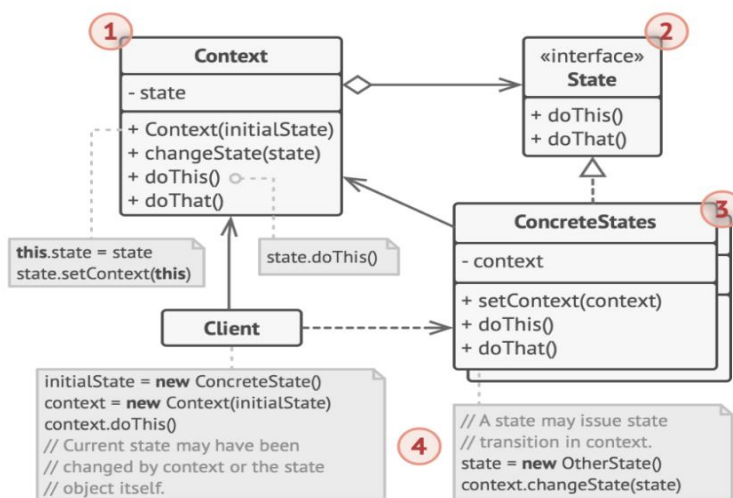 1
Context
- state
+ Context(initialState)
+ changeState(state)
+ doThis()
+ doThat()
this.state = state
state.setContext(this)
state.doThis()
2
«interface»
State
+ doThis()
+ doThat()
3
ConcreteStates
- context
+ setContext(context)
+ doThis()
+ doThat()
Client
initialState = new ConcreteState()
context = new Context(initialState)
context.doThis()
// Current state may have been
// changed by context or the state
// object itself.
4
// A state may issue state
// transition in context.
state = new OtherState()
context.changeState(state)